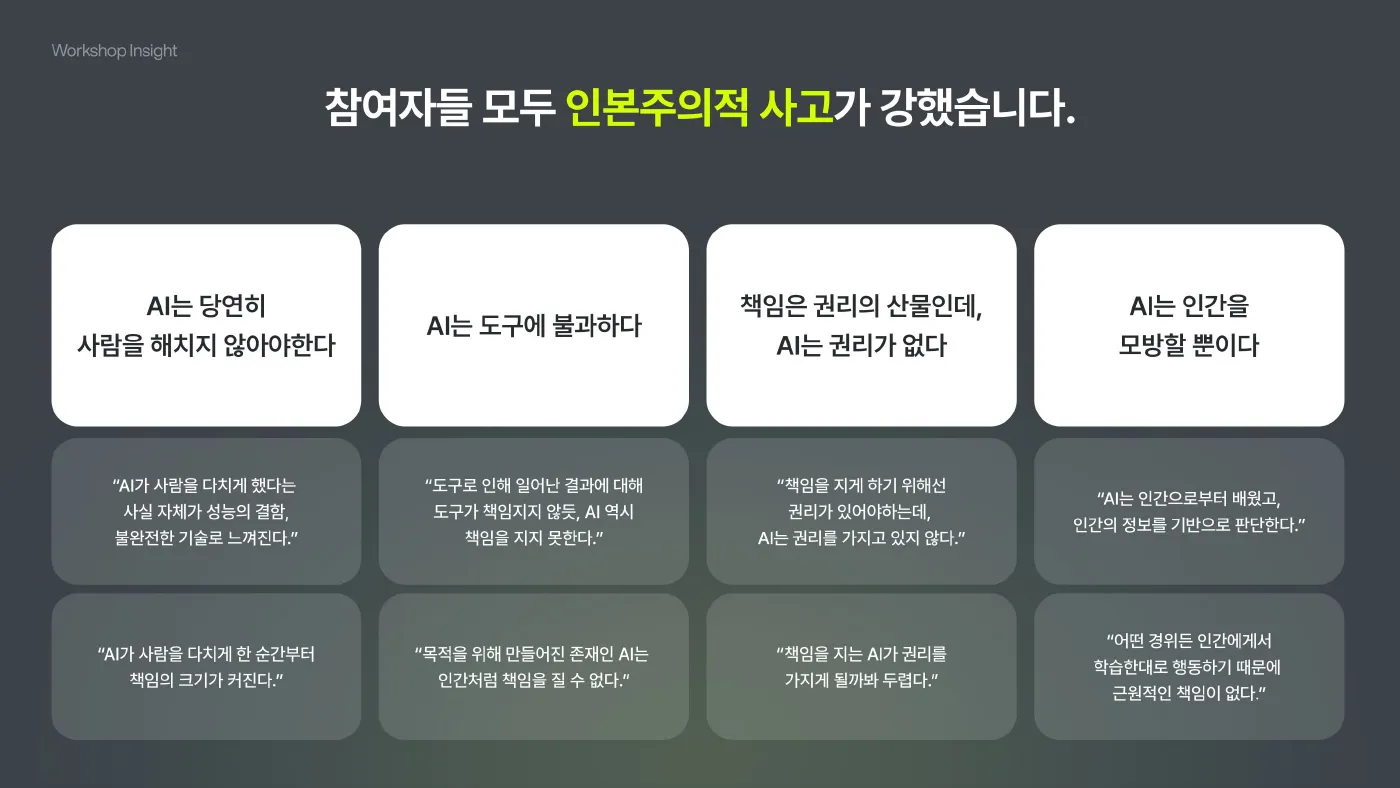 Workshop Insight
참여자들 모두 인본주의적 사고가 강했습니다.
AI는 당연히
사람을 해치지 않아야한다
AI는 도구에 불과하다
책임은 권리의 산물인데,
AI는 권리가 없다
AI는 인간을
모방할 뿐이다
“AI가 사람을 다치게 했다는
사실 자체가 성능의 결함,
불완전한 기술로 느껴진다.”
“도구로 인해 일어난 결과에 대해
도구가 책임지지 않듯, AI 역시
책임을 지지 못한다.”
“책임을 지게 하기 위해선
권리가 있어야하는데,
AI는 권리를 가지고 있지 않다.”
“AI는 인간으로부터 배웠고,
인간의 정보를 기반으로 판단한다.”
“AI가 사람을 다치게 한 순간부터
책임의 크기가 커진다.”
“목적을 위해 만들어진 존재인 AI는
인간처럼 책임을 질 수 없다.“
“책임을 지는 AI가 권리를
가지게 될까봐 두렵다.“
“어떤 경위든 인간에게서
학습한대로 행동하기 때문에
근원적인 책임이 없다.”